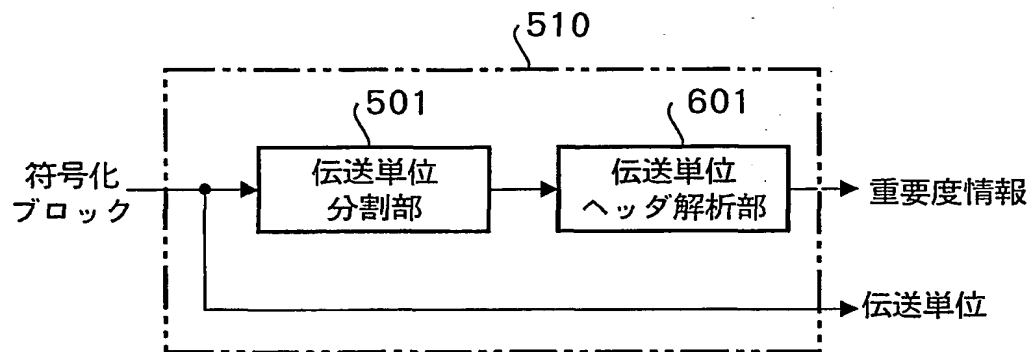 510
501
601
符号化
ブロック
伝送単位
分割部
伝送単位
ヘッダ解析部
重要度情報
伝送単位